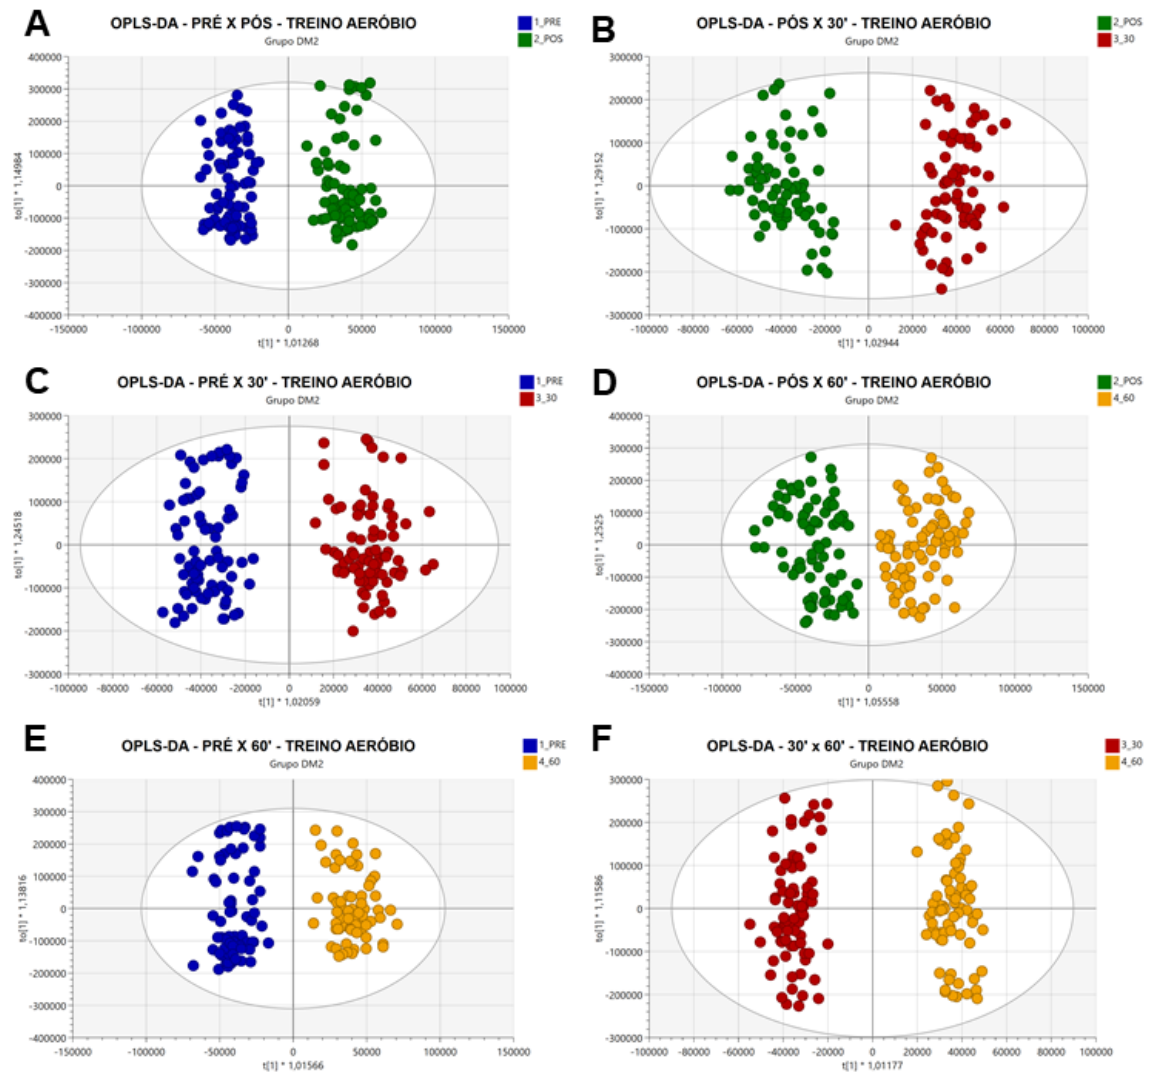 A
OPLS-DA - PRÉ X PÓS - TREINO AERÓBIO
Grupo DM2
1_PRE
2_POS
400000
300000
200000
100000
0
-100000
-200000
-300000
-400000
to[1] * 1,14984
-150000 -100000 -50000 0 50000 100000 150000
t[1] * 1,01268
B
OPLS-DA - PÓS X 30' - TREINO AERÓBIO
Grupo DM2
2_POS
3_30
300000
200000
100000
0
-100000
-200000
-300000
to[1] * 1,29152
-100000 -80000 -60000 -40000 -20000 0 20000 40000 60000 80000 100000
t[1] * 1,02944
C
OPLS-DA - PRÉ X 30' - TREINO AERÓBIO
Grupo DM2
1_PRE
3_30
300000
200000
100000
0
-100000
-200000
-300000
to[1] * 1,24518
-100000 -80000 -60000 -40000 -20000 0 20000 40000 60000 80000 100000
t[1] * 1,02059
D
OPLS-DA - PÓS X 60' - TREINO AERÓBIO
Grupo DM2
2_POS
4_60
400000
300000
200000
100000
0
-100000
-200000
-300000
-400000
to[1] * 1,2525
-150000 -100000 -50000 0 50000 100000 150000
t[1] * 1,05558
E
OPLS-DA - PRÉ X 60' - TREINO AERÓBIO
Grupo DM2
1_PRE
4_60
400000
300000
200000
100000
0
-100000
-200000
-300000
-400000
to[1] * 1,13816
-150000 -100000 -50000 0 50000 100000 150000
t[1] * 1,01566
F
OPLS-DA - 30' x 60' - TREINO AERÓBIO
Grupo DM2
3_30
4_60
300000
200000
100000
0
-100000
-200000
-300000
to[1] * 1,11586
-100000 -80000 -60000 -40000 -20000 0 20000 40000 60000 80000 100000
t[1] * 1,01177